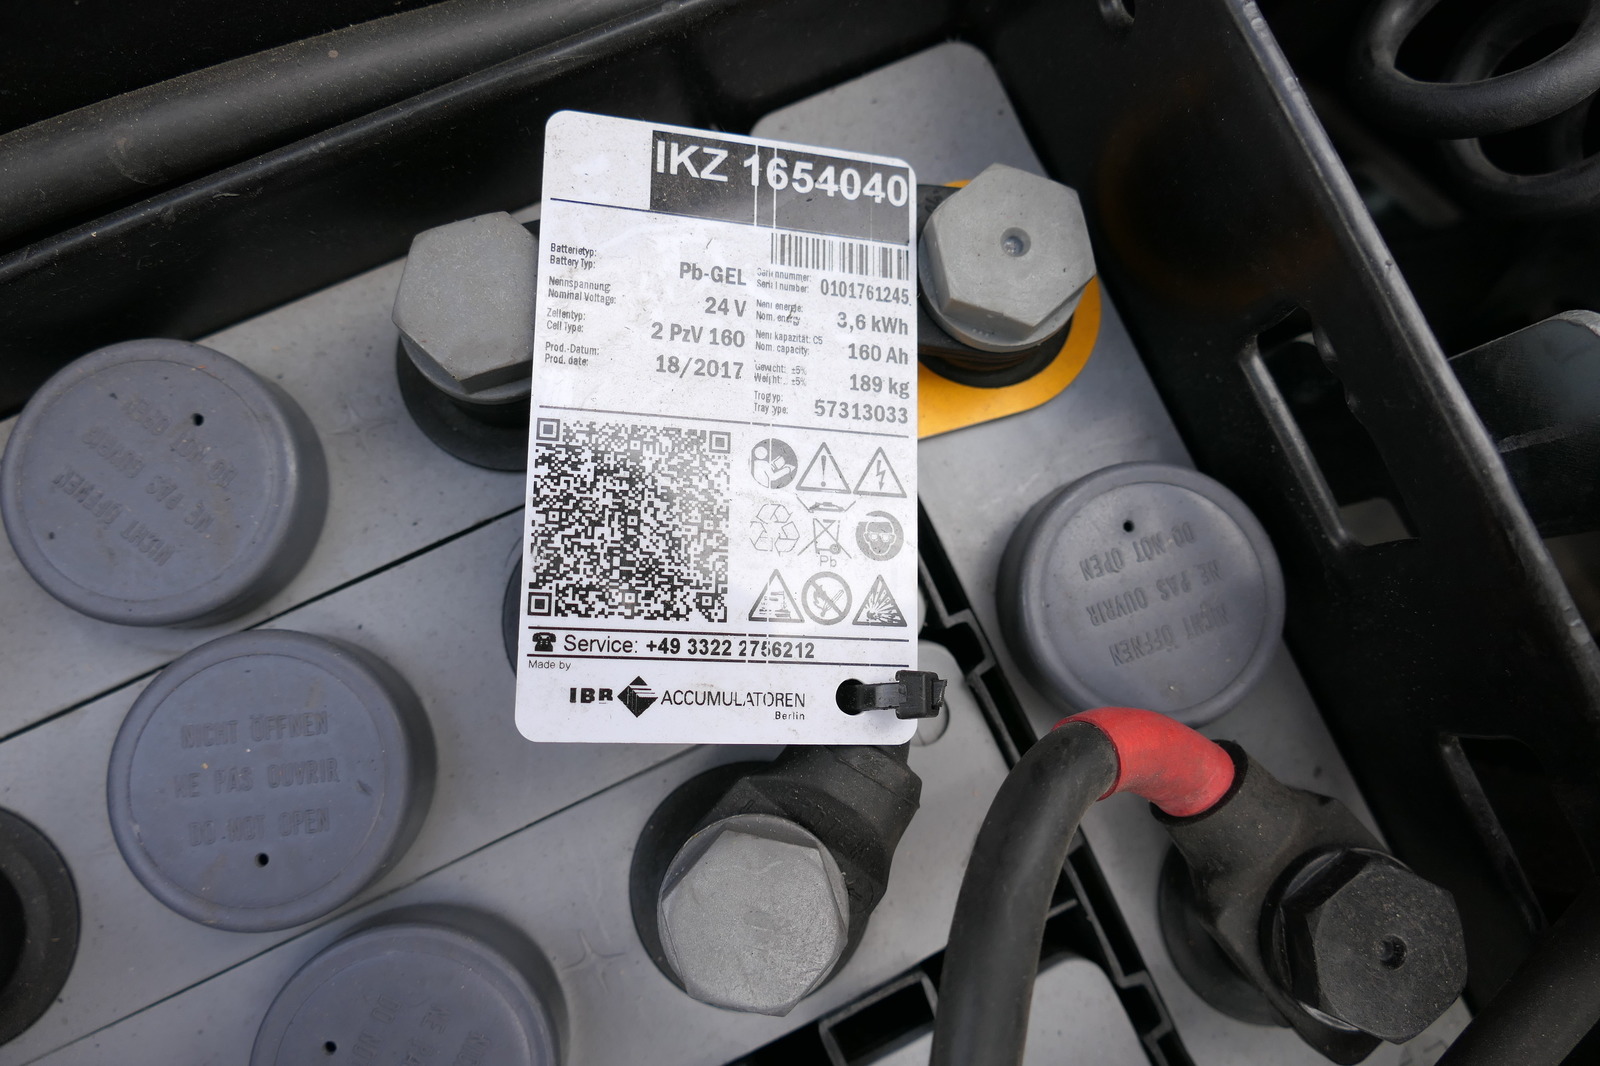 IKZ 1654040
Batterietyp:
Battery Typ:
Pb-GEL
Nennspannung:
Nominal Voltage:
24 V
Zellentyp:
Cell Type:
2 PzV 160
Prod.-Datum:
Prod. date:
18/2017
Seriennummer:
Serial number:
0101761245
Nennenergie:
Nom. energy:
3,6 kWh
Nennkapazität: C5
Nom. capacity:
160 Ah
Gewicht: ±5%
Weight: ±5%
189 kg
Trogtyp:
Tray type:
57313033
Pb
Service: +49 3322 2756212
Made by
IBR ACCUMULATOREN
Berlin
DO NOT OPEN
NE PAS OUVRIR
NICHT ÖFFNEN
DO NOT OPEN
NE PAS OUVRIR
NICHT ÖFFNEN
NICHT ÖFFNEN
NE PAS OUVRIR
DO NOT OPEN